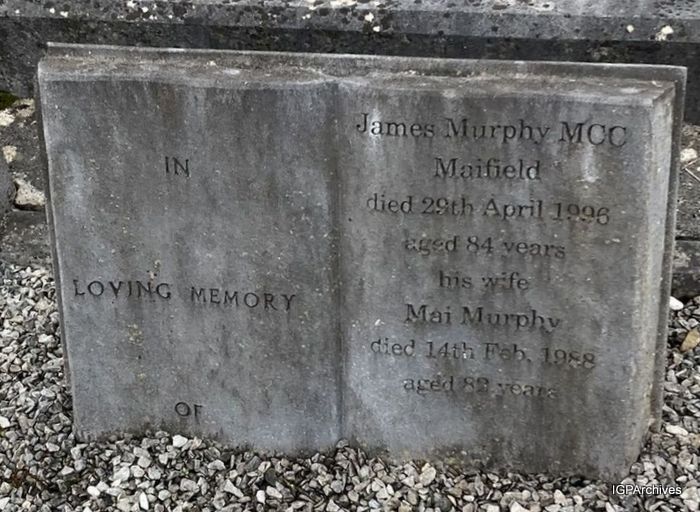 IN
LOVING MEMORY
OF
James Murphy MCC
Maifield
died 29th April 1996
aged 84 years
his wife
Mai Murphy
died 14th Feb. 1988
aged years
IGPArchives